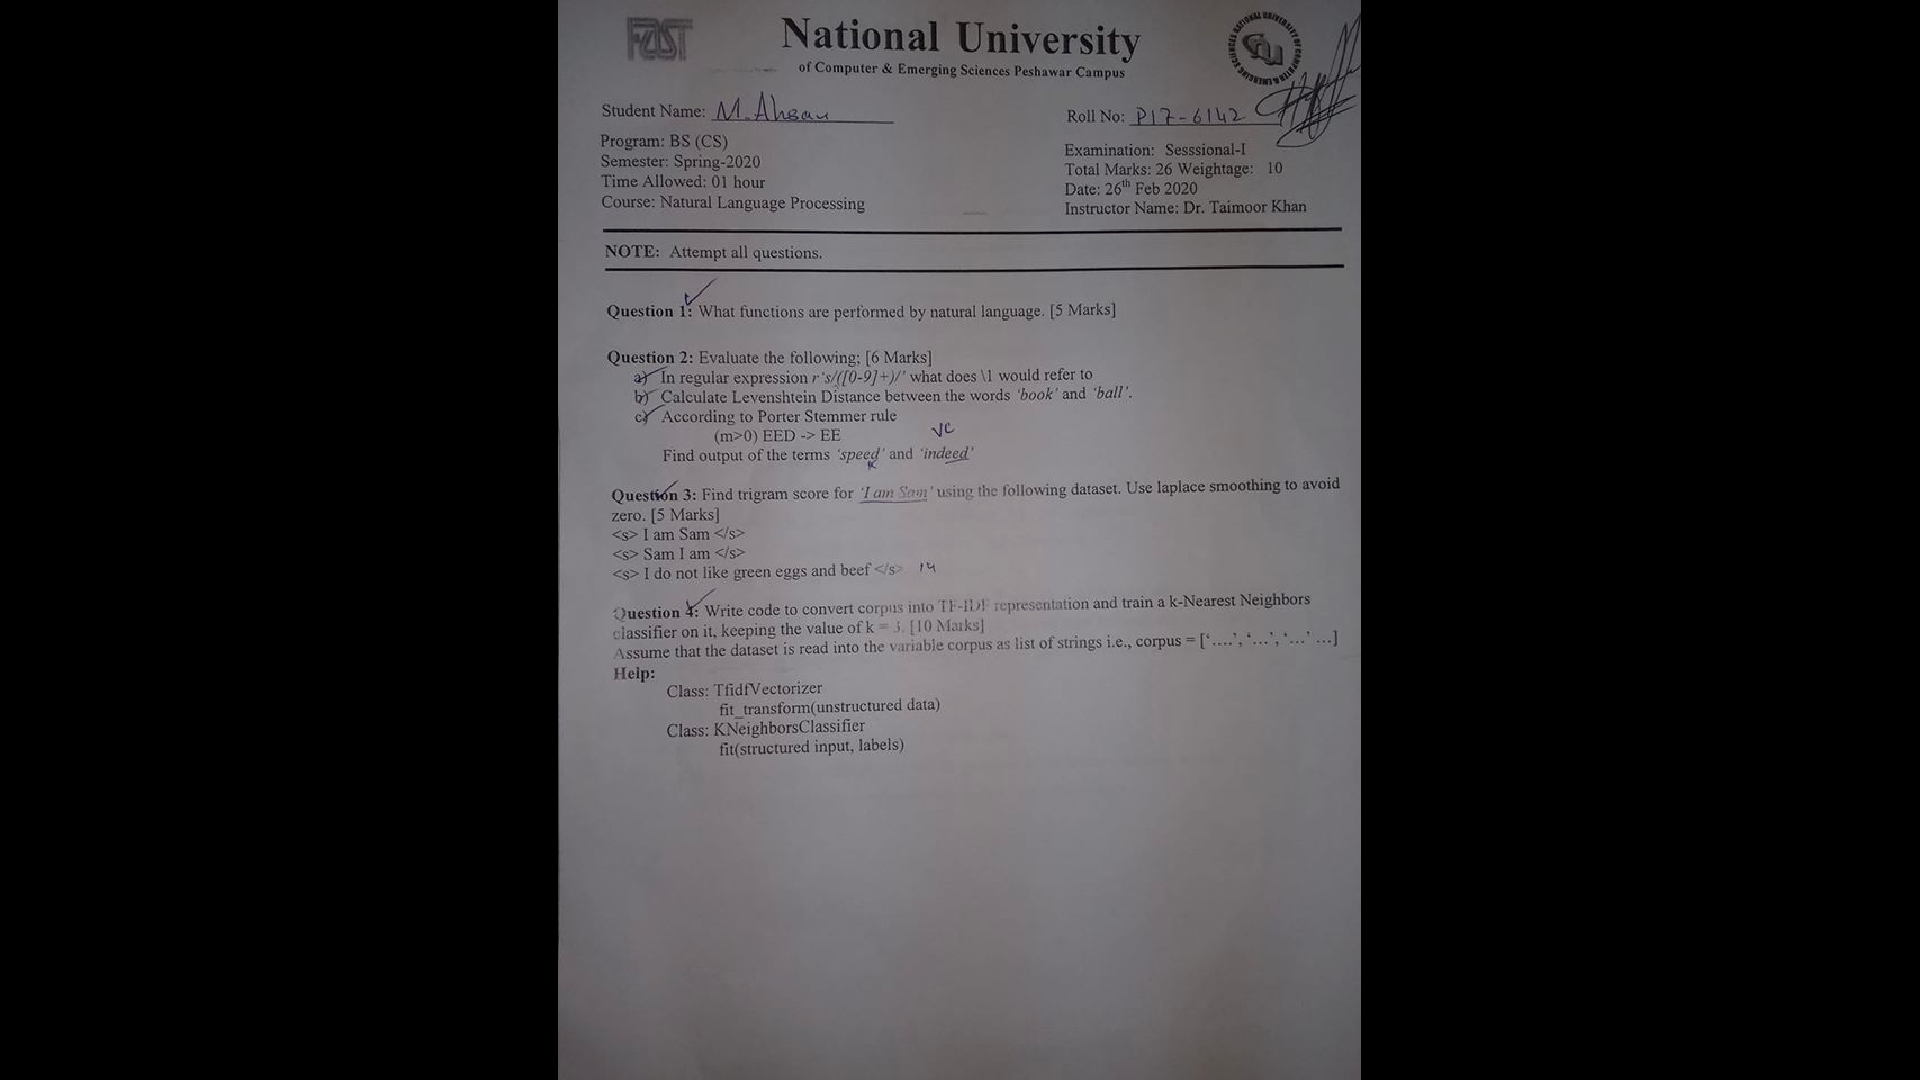 FAST
National University
of Computer & Emerging Sciences Peshawar Campus
Student Name: M. Ahsan
Roll No: P17-6142
Program: BS (CS)
Semester: Spring-2020
Time Allowed: 01 hour
Course: Natural Language Processing
Examination: Sesssional-I
Total Marks: 26 Weightage: 10
Date: 26th Feb 2020
Instructor Name: Dr. Taimoor Khan
NOTE: Attempt all questions.
Question 1: What functions are performed by natural language. [5 Marks]
Question 2: Evaluate the following: [6 Marks]
a) In regular expression r's/([0-9]+)/' what does \1 would refer to
b) Calculate Levenshtein Distance between the words 'book' and 'ball'.
c) According to Porter Stemmer rule
(m>0) EED -> EE
VC
Find output of the terms 'speed' and 'indeed'
Question 3: Find trigram score for 'I am Sam' using the following dataset. Use laplace smoothing to avoid
zero. [5 Marks]
<s> I am Sam </s>
<s> Sam I am </s>
<s> I do not like green eggs and beef </s> 14
Question 4: Write code to convert corpus into TF-IDF representation and train a k-Nearest Neighbors
classifier on it, keeping the value of k = 3. [10 Marks]
Assume that the dataset is read into the variable corpus as list of strings i.e., corpus = ['....', '...', '...' ...]
Help:
Class: TfidfVectorizer
fit_transform(unstructured data)
Class: KNeighborsClassifier
fit(structured input, labels)